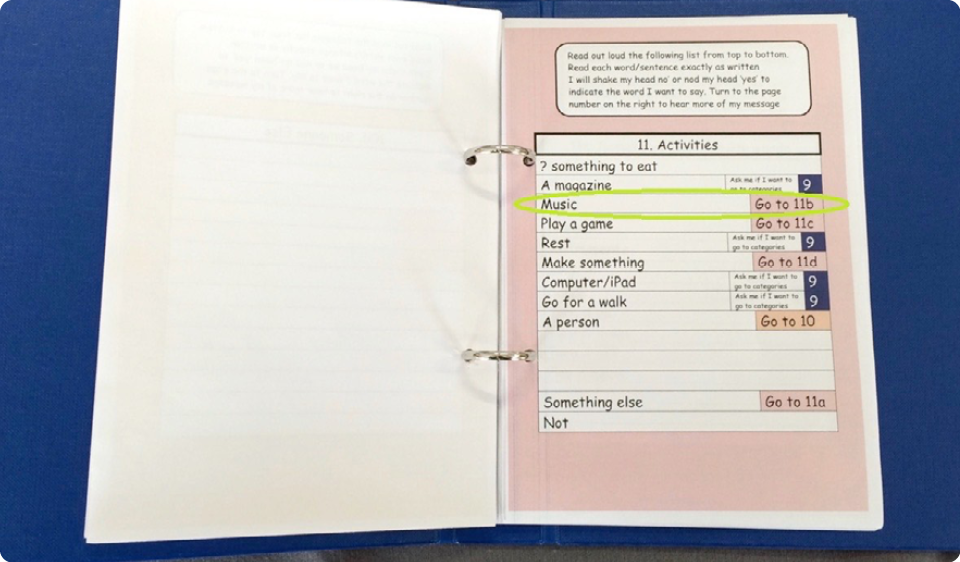 Read out loud the following list from top to bottom.
Read each word/sentence exactly as written
I will shake my head no' or nod my head 'yes' to
indicate the word I want to say. Turn to the page
number on the right to hear more of my message
11. Activities
? something to eat
A magazine Ask me if I want to go to categories 9
Music Go to 11b
Play a game Go to 11c
Rest Ask me if I want to go to categories 9
Make something Go to 11d
Computer/iPad Ask me if I want to go to categories 9
Go for a walk Ask me if I want to go to categories 9
A person Go to 10
Something else Go to 11a
Not